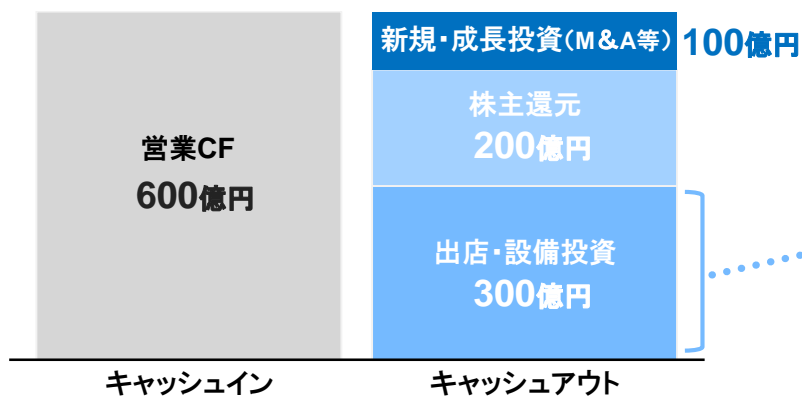 営業CF
600億円
新規・成長投資（M&A等）
100億円
株主還元
200億円
出店・設備投資
300億円
キャッシュイン
キャッシュアウト